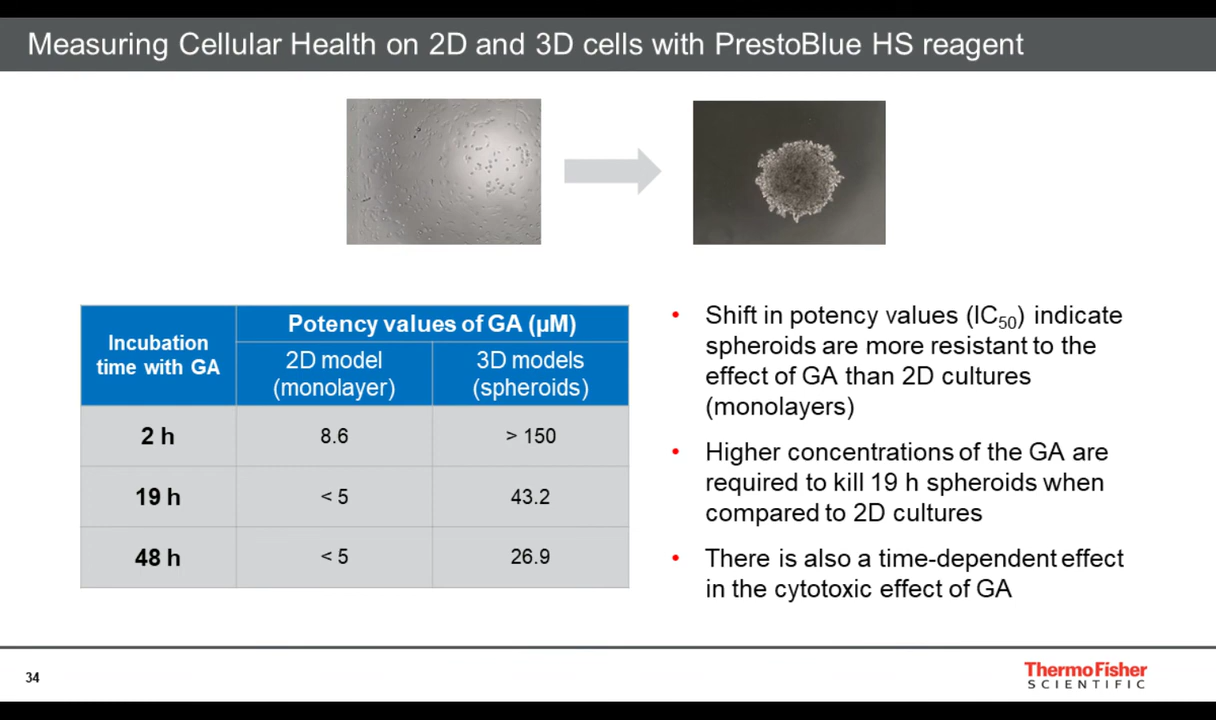 Measuring Cellular Health on 2D and 3D cells with PrestoBlue HS reagent
Incubation
time with GA
Potency values of GA (µM)
2D model
(monolayer)
3D models
(spheroids)
2 h
8.6
> 150
19 h
< 5
43.2
48 h
< 5
26.9
• Shift in potency values (IC50) indicate
spheroids are more resistant to the
effect of GA than 2D cultures
(monolayers)
• Higher concentrations of the GA are
required to kill 19 h spheroids when
compared to 2D cultures
• There is also a time-dependent effect
in the cytotoxic effect of GA
34
ThermoFisher
SCIENTIFIC